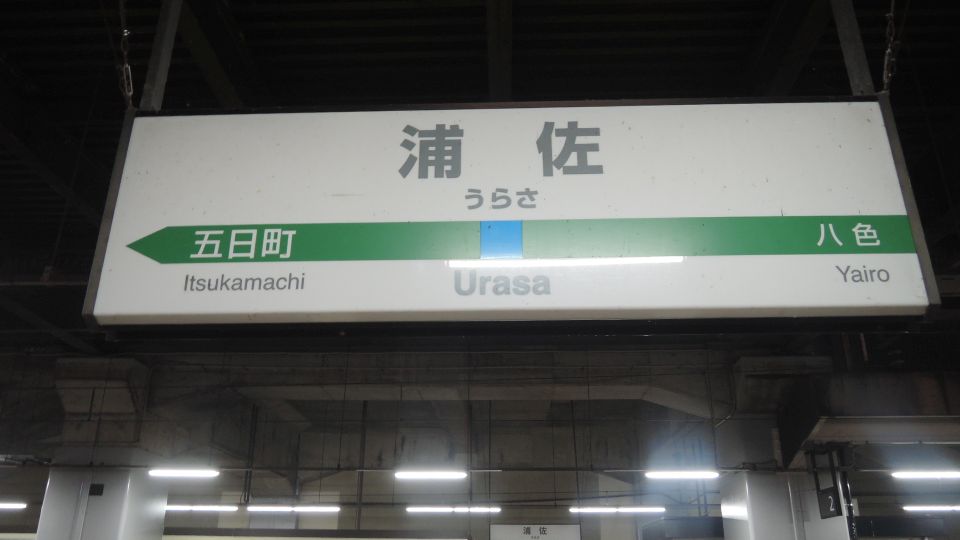 浦佐
うらさ
五日町
八色
Itsukamachi
Urasa
Yairo
2
浦佐